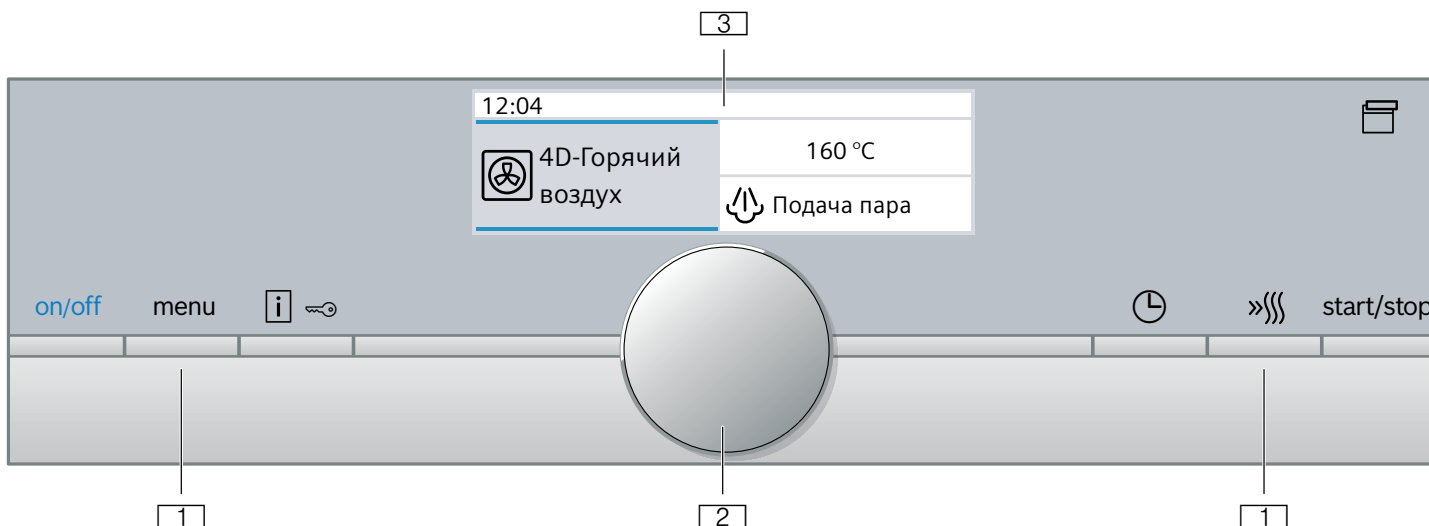 3
12:04
4D-Горячий
воздух
160 °C
Подача пара
on/off menu i start/stop
1 2 1